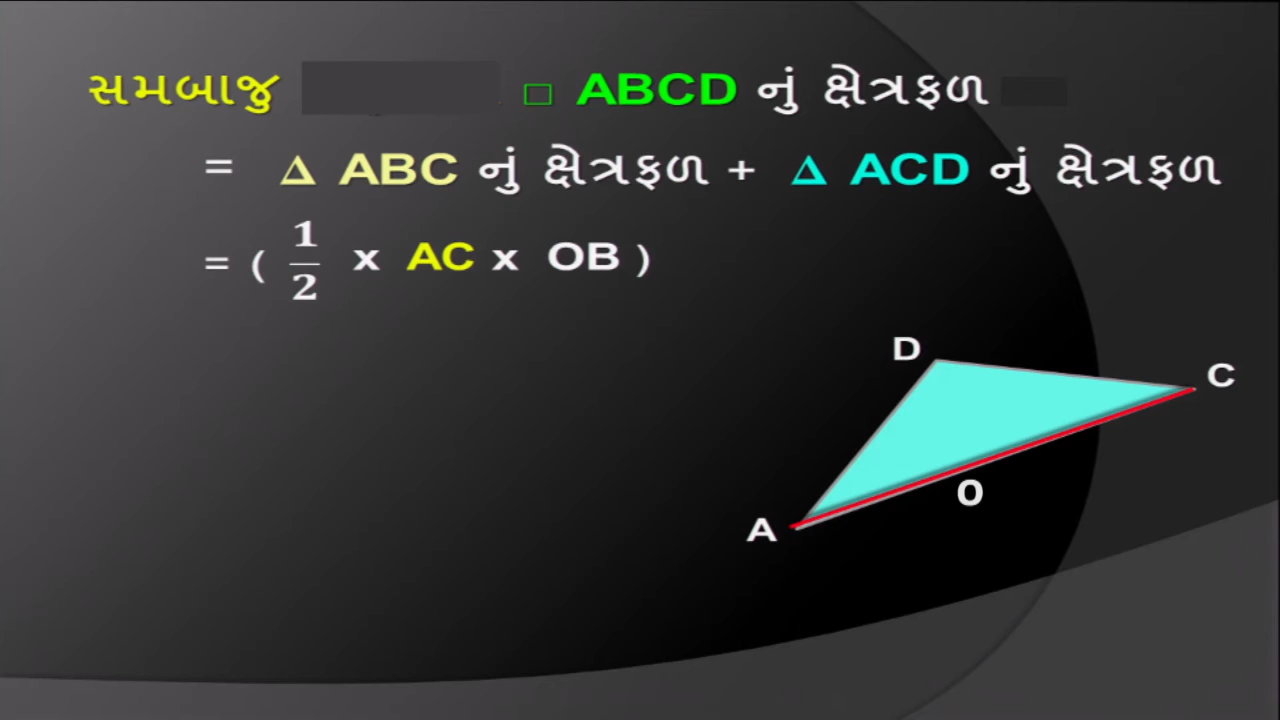 સમબાજુ □ ABCD નું ક્ષેત્રફળ
= Δ ABC નું ક્ષેત્રફળ + Δ ACD નું ક્ષેત્રફળ
= ( 1/2 x AC x OB )
D
C
O
A